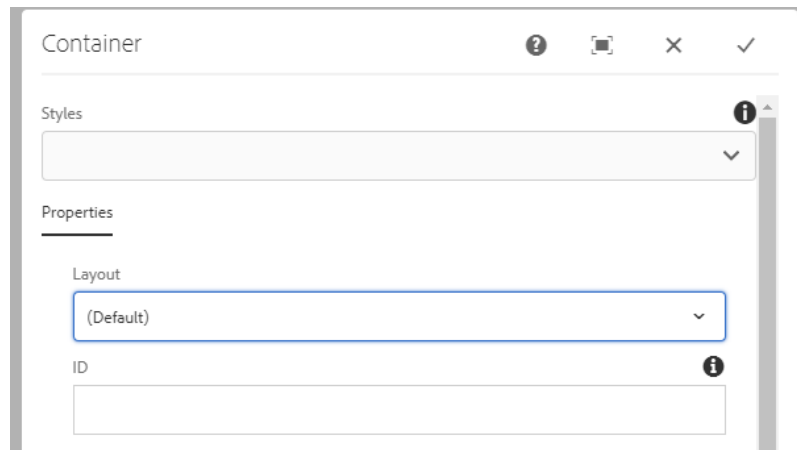 Container
Styles
Properties
Layout
(Default)
ID